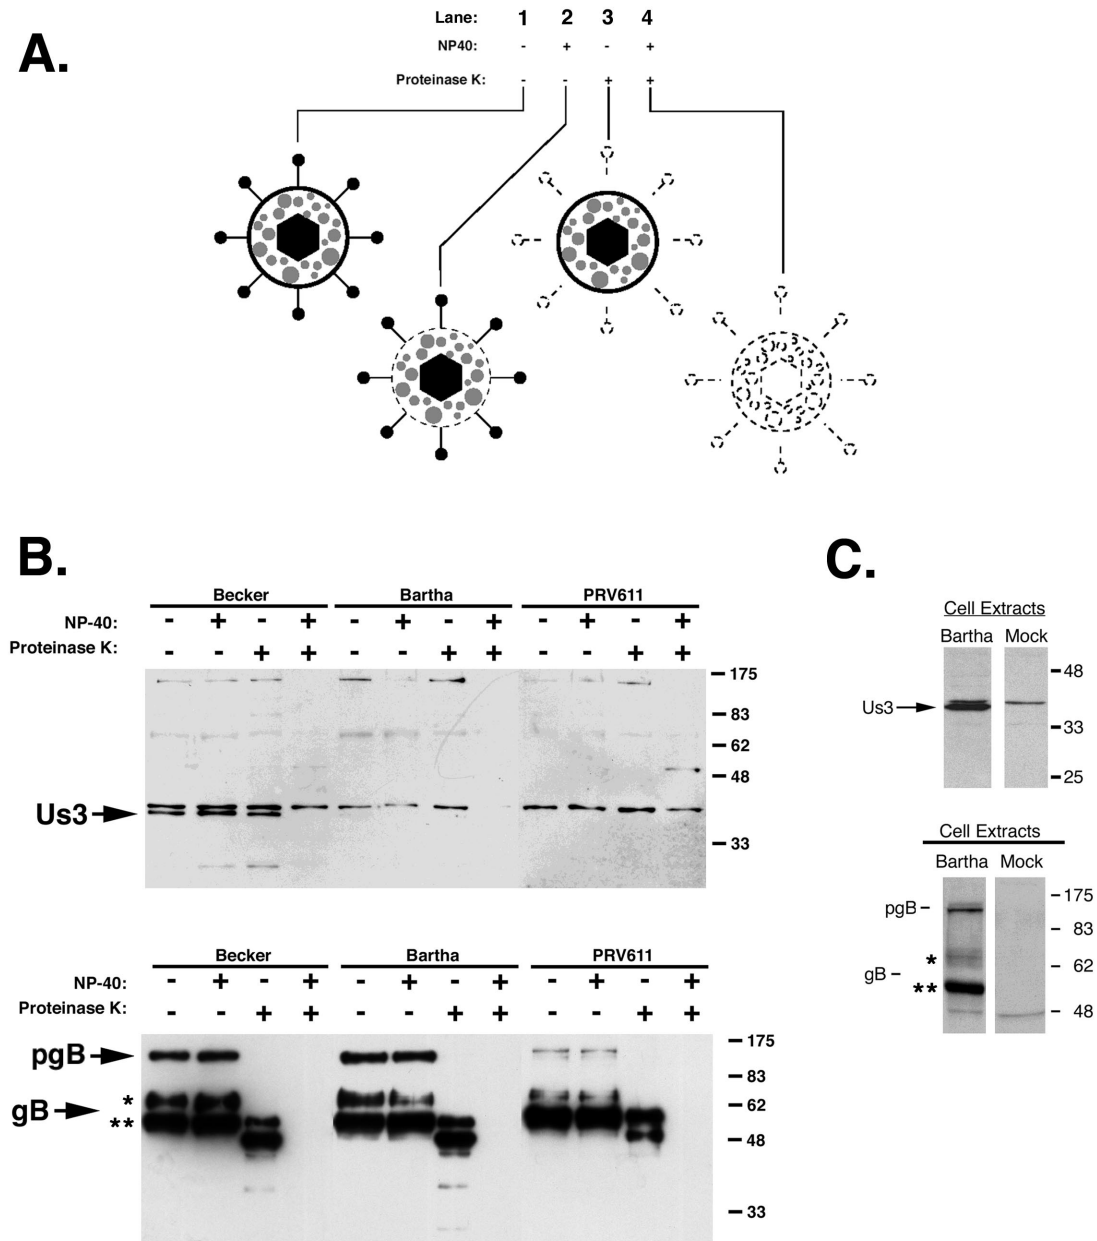 A.
Lane: 1 2 3 4
NP40: - + - +
Proteinase K: - - + +
B.
Becker Bartha PRV611
NP-40: - + - + - + - + - + - +
Proteinase K: - - + + - - + + - - + +
175
83
62
48
Us3
33
Becker Bartha PRV611
NP-40: - + - + - + - + - + - +
Proteinase K: - - + + - - + + - - + +
pgB
gB
*
**
175
83
62
48
33
C.
Cell Extracts
Bartha Mock
48
Us3
33
25
Cell Extracts
Bartha Mock
pgB
gB
*
**
175
83
62
48